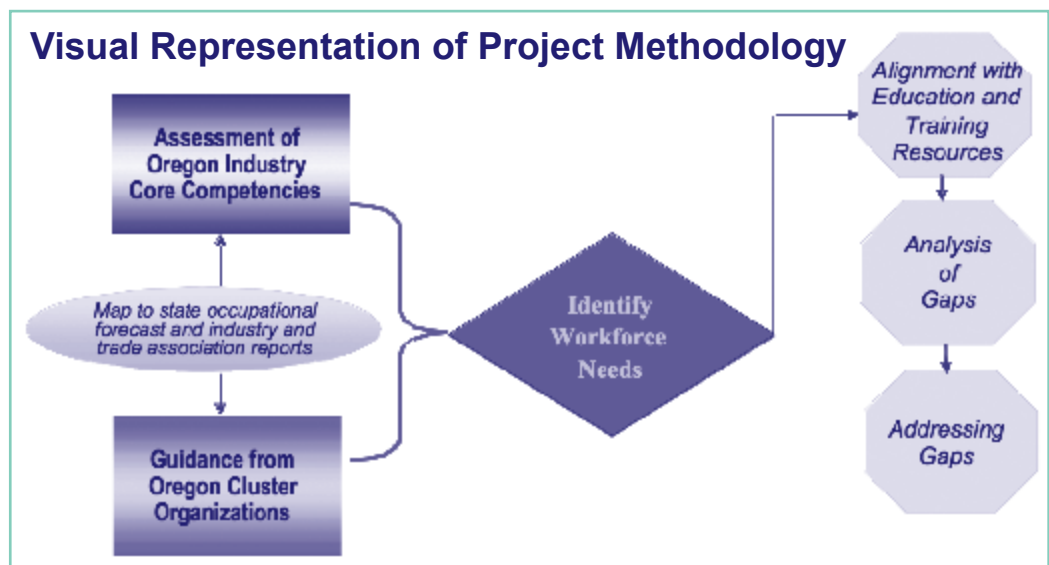 Visual Representation of Project Methodology
Assessment of
Oregon Industry
Core Competencies
Map to state occupational
forecast and industry and
trade association reports
Guidance from
Oregon Cluster
Organizations
Identify
Workforce
Needs
Alignment with
Education and
Training
Resources
Analysis
of
Gaps
Addressing
Gaps